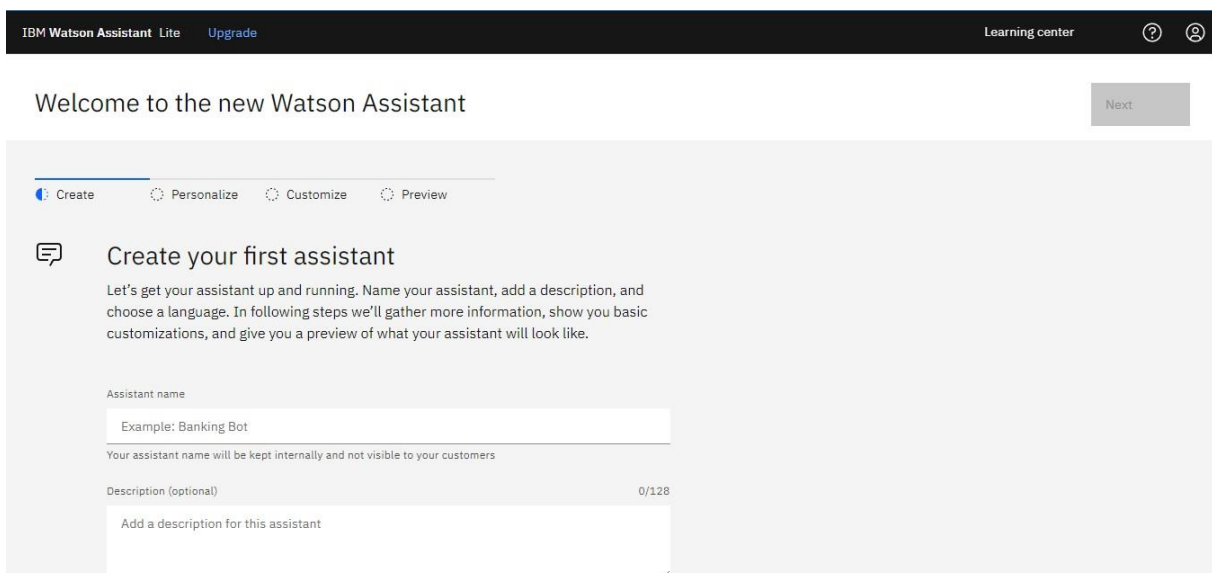 IBM Watson Assistant Lite Upgrade Learning center
Welcome to the new Watson Assistant
Next
Create Personalize Customize Preview
Create your first assistant
Let's get your assistant up and running. Name your assistant, add a description, and
choose a language. In following steps we'll gather more information, show you basic
customizations, and give you a preview of what your assistant will look like.
Assistant name
Example: Banking Bot
Your assistant name will be kept internally and not visible to your customers
Description (optional) 0/128
Add a description for this assistant